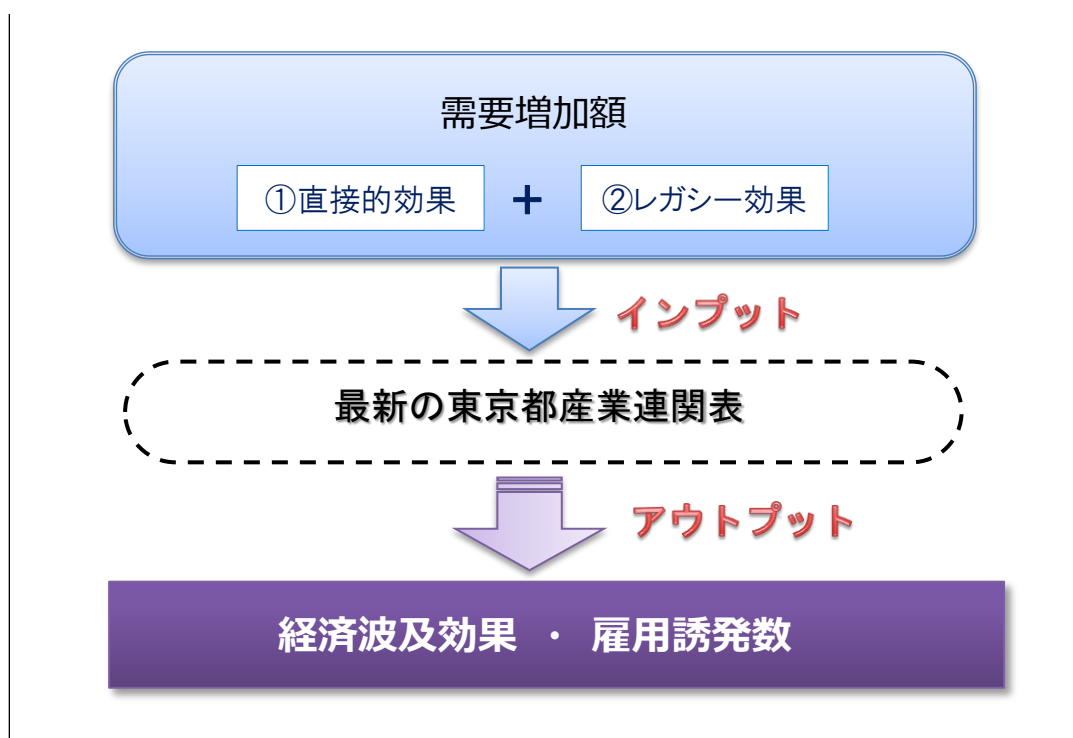 需要増加額
①直接的効果 + ②レガシー効果
インプット
最新の東京都産業連関表
アウトプット
経済波及効果 ・ 雇用誘発数